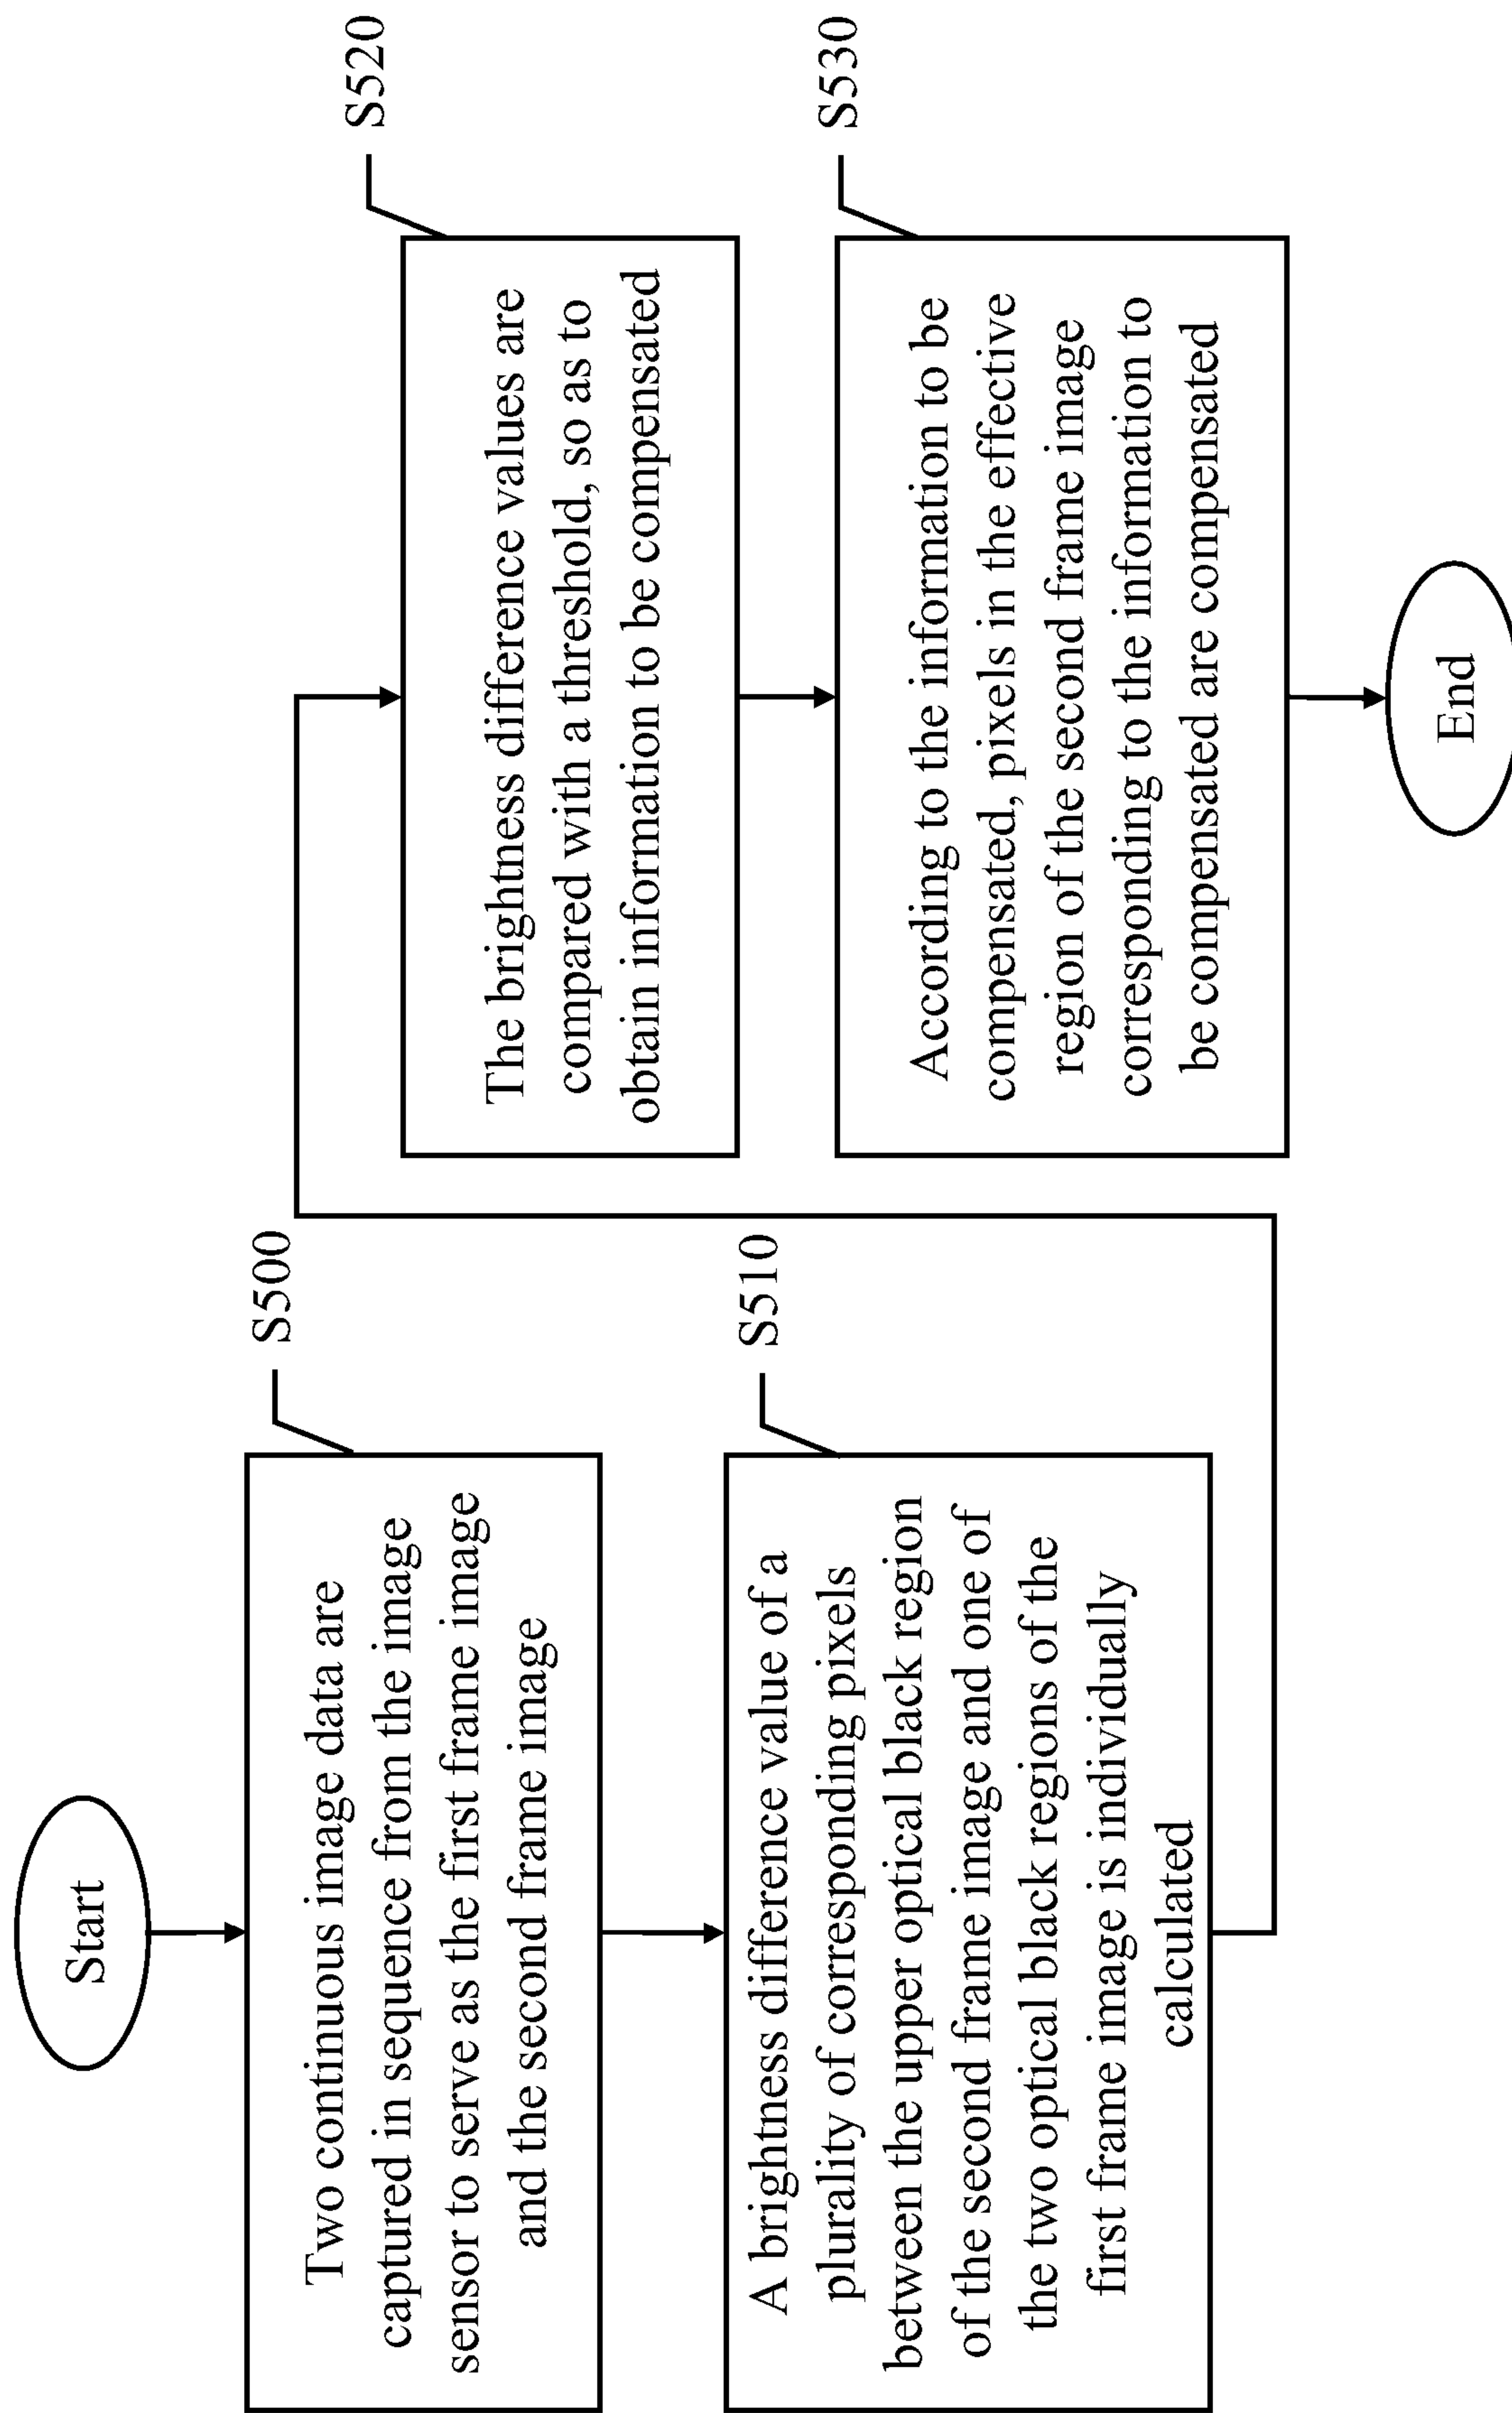 Start
S500
Two continuous image data are
captured in sequence from the image
sensor to serve as the first frame image
and the second frame image
S510
A brightness difference value of a
plurality of corresponding pixels
between the upper optical black region
of the second frame image and one of
the two optical black regions of the
first frame image is individually
calculated
S520
The brightness difference values are
compared with a threshold, so as to
obtain information to be compensated
S530
According to the information to be
compensated, pixels in the effective
region of the second frame image
corresponding to the information to
be compensated are compensated
End